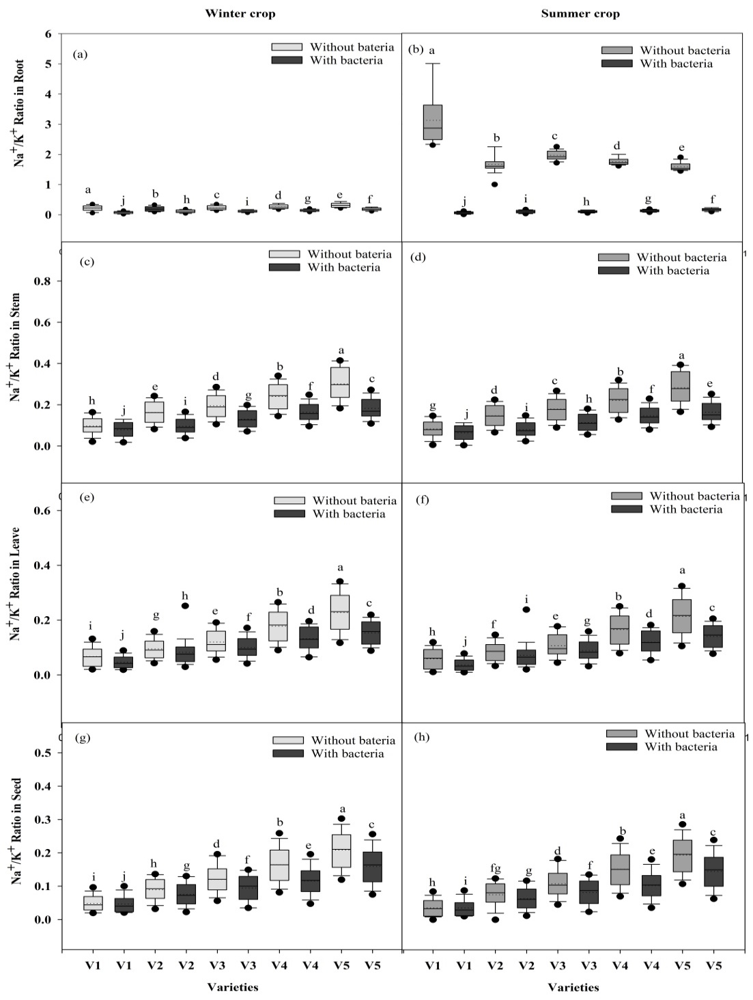 Winter crop Summer crop
(a) Without bateria
With bacteria
(b) Without bacteria
With bacteria
Na+/K+ Ratio in Root
6
5
4
3
2
1
0
a j b h c i d g e f
a j b i c h d g e f
(c) Without bateria
With bacteria
(d) Without bacteria
With bacteria
1
Na+/K+ Ratio in Stem
0.8
0.6
0.4
0.2
0.0
h j e i d g b f a c
g j d i c h b f a e
(e) Without bateria
With bacteria
(f) Without bacteria
With bacteria
1
Na+/K+ Ratio in Leave
0.6
0.4
0.2
0.0
i j g h e f b d a c
h j f i e g b d a c
(g) Without bateria
With bacteria
(h) Without bacteria
With bacteria
1
Na+/K+ Ratio in Seed
0.5
0.4
0.3
0.2
0.1
0.0
i j h g d f b e a c
h i fg g d f b e a c
V1 V1 V2 V2 V3 V3 V4 V4 V5 V5 V1 V1 V2 V2 V3 V3 V4 V4 V5 V5
Varieties Varieties